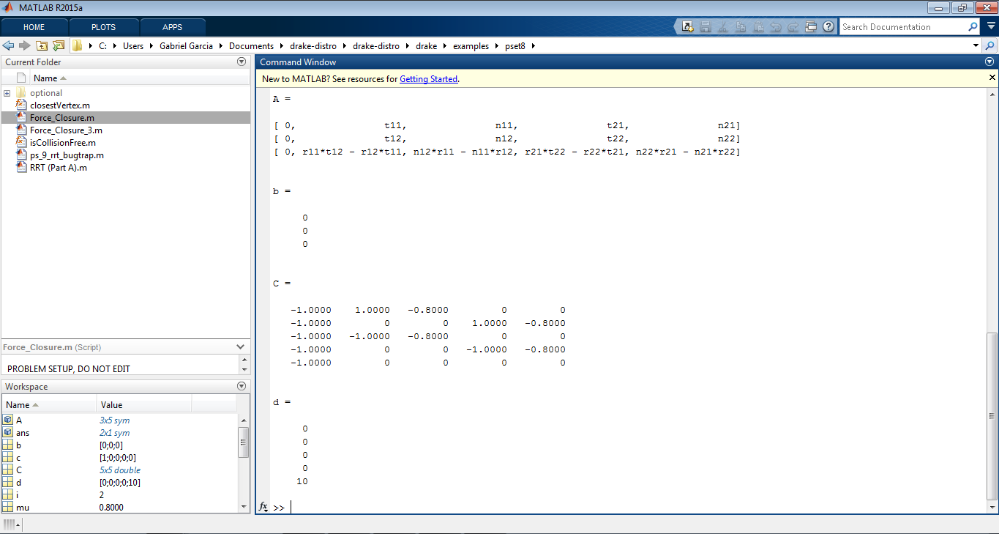 MATLAB R2015a
HOME PLOTS APPS Search Documentation
C: Users Gabriel Garcia Documents drake-distro drake-distro drake examples pset8
Current Folder
Name
optional
closestVertex.m
Force_Closure.m
Force_Closure_3.m
isCollisionFree.m
ps_9_rrt_bugtrap.m
RRT (Part A).m
Force_Closure.m (Script)
PROBLEM SETUP, DO NOT EDIT
Workspace
Name Value
A 3x5 sym
ans 2x1 sym
b [0;0;0]
c [1;0;0;0;0]
C 5x5 double
d [0;0;0;0;10]
i 2
mu 0.8000
Command Window
New to MATLAB? See resources for Getting Started.
A =
[ 0, t11, n11, t21, n21]
[ 0, t12, n12, t22, n22]
[ 0, r11*t12 - r12*t11, n12*r11 - n11*r12, r21*t22 - r22*t21, n22*r21 - n21*r22]
b =
0
0
0
C =
-1.0000 1.0000 -0.8000 0 0
-1.0000 0 0 1.0000 -0.8000
-1.0000 -1.0000 -0.8000 0 0
-1.0000 0 0 -1.0000 -0.8000
-1.0000 0 0 0 0
d =
0
0
0
0
10
fx >>